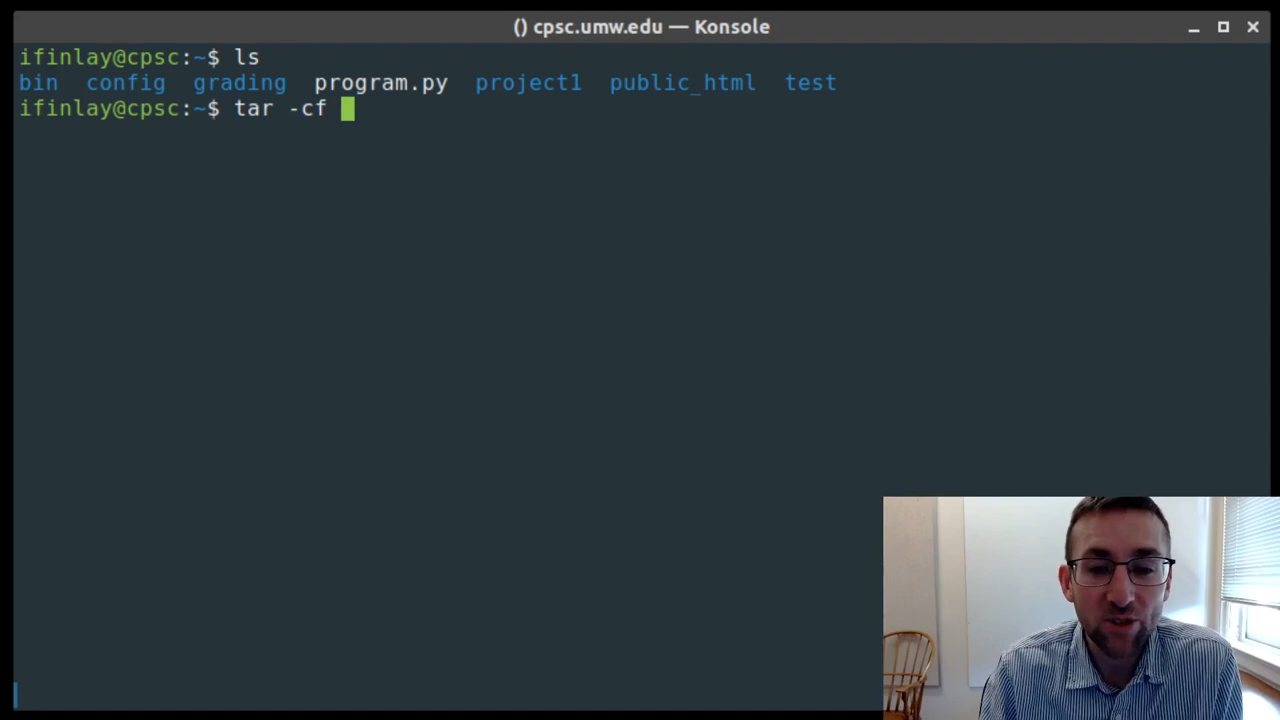 () cpsc.umw.edu — Konsole
ifinlay@cpsc:~$ ls
bin config grading program.py project1 public_html test
ifinlay@cpsc:~$ tar -cf